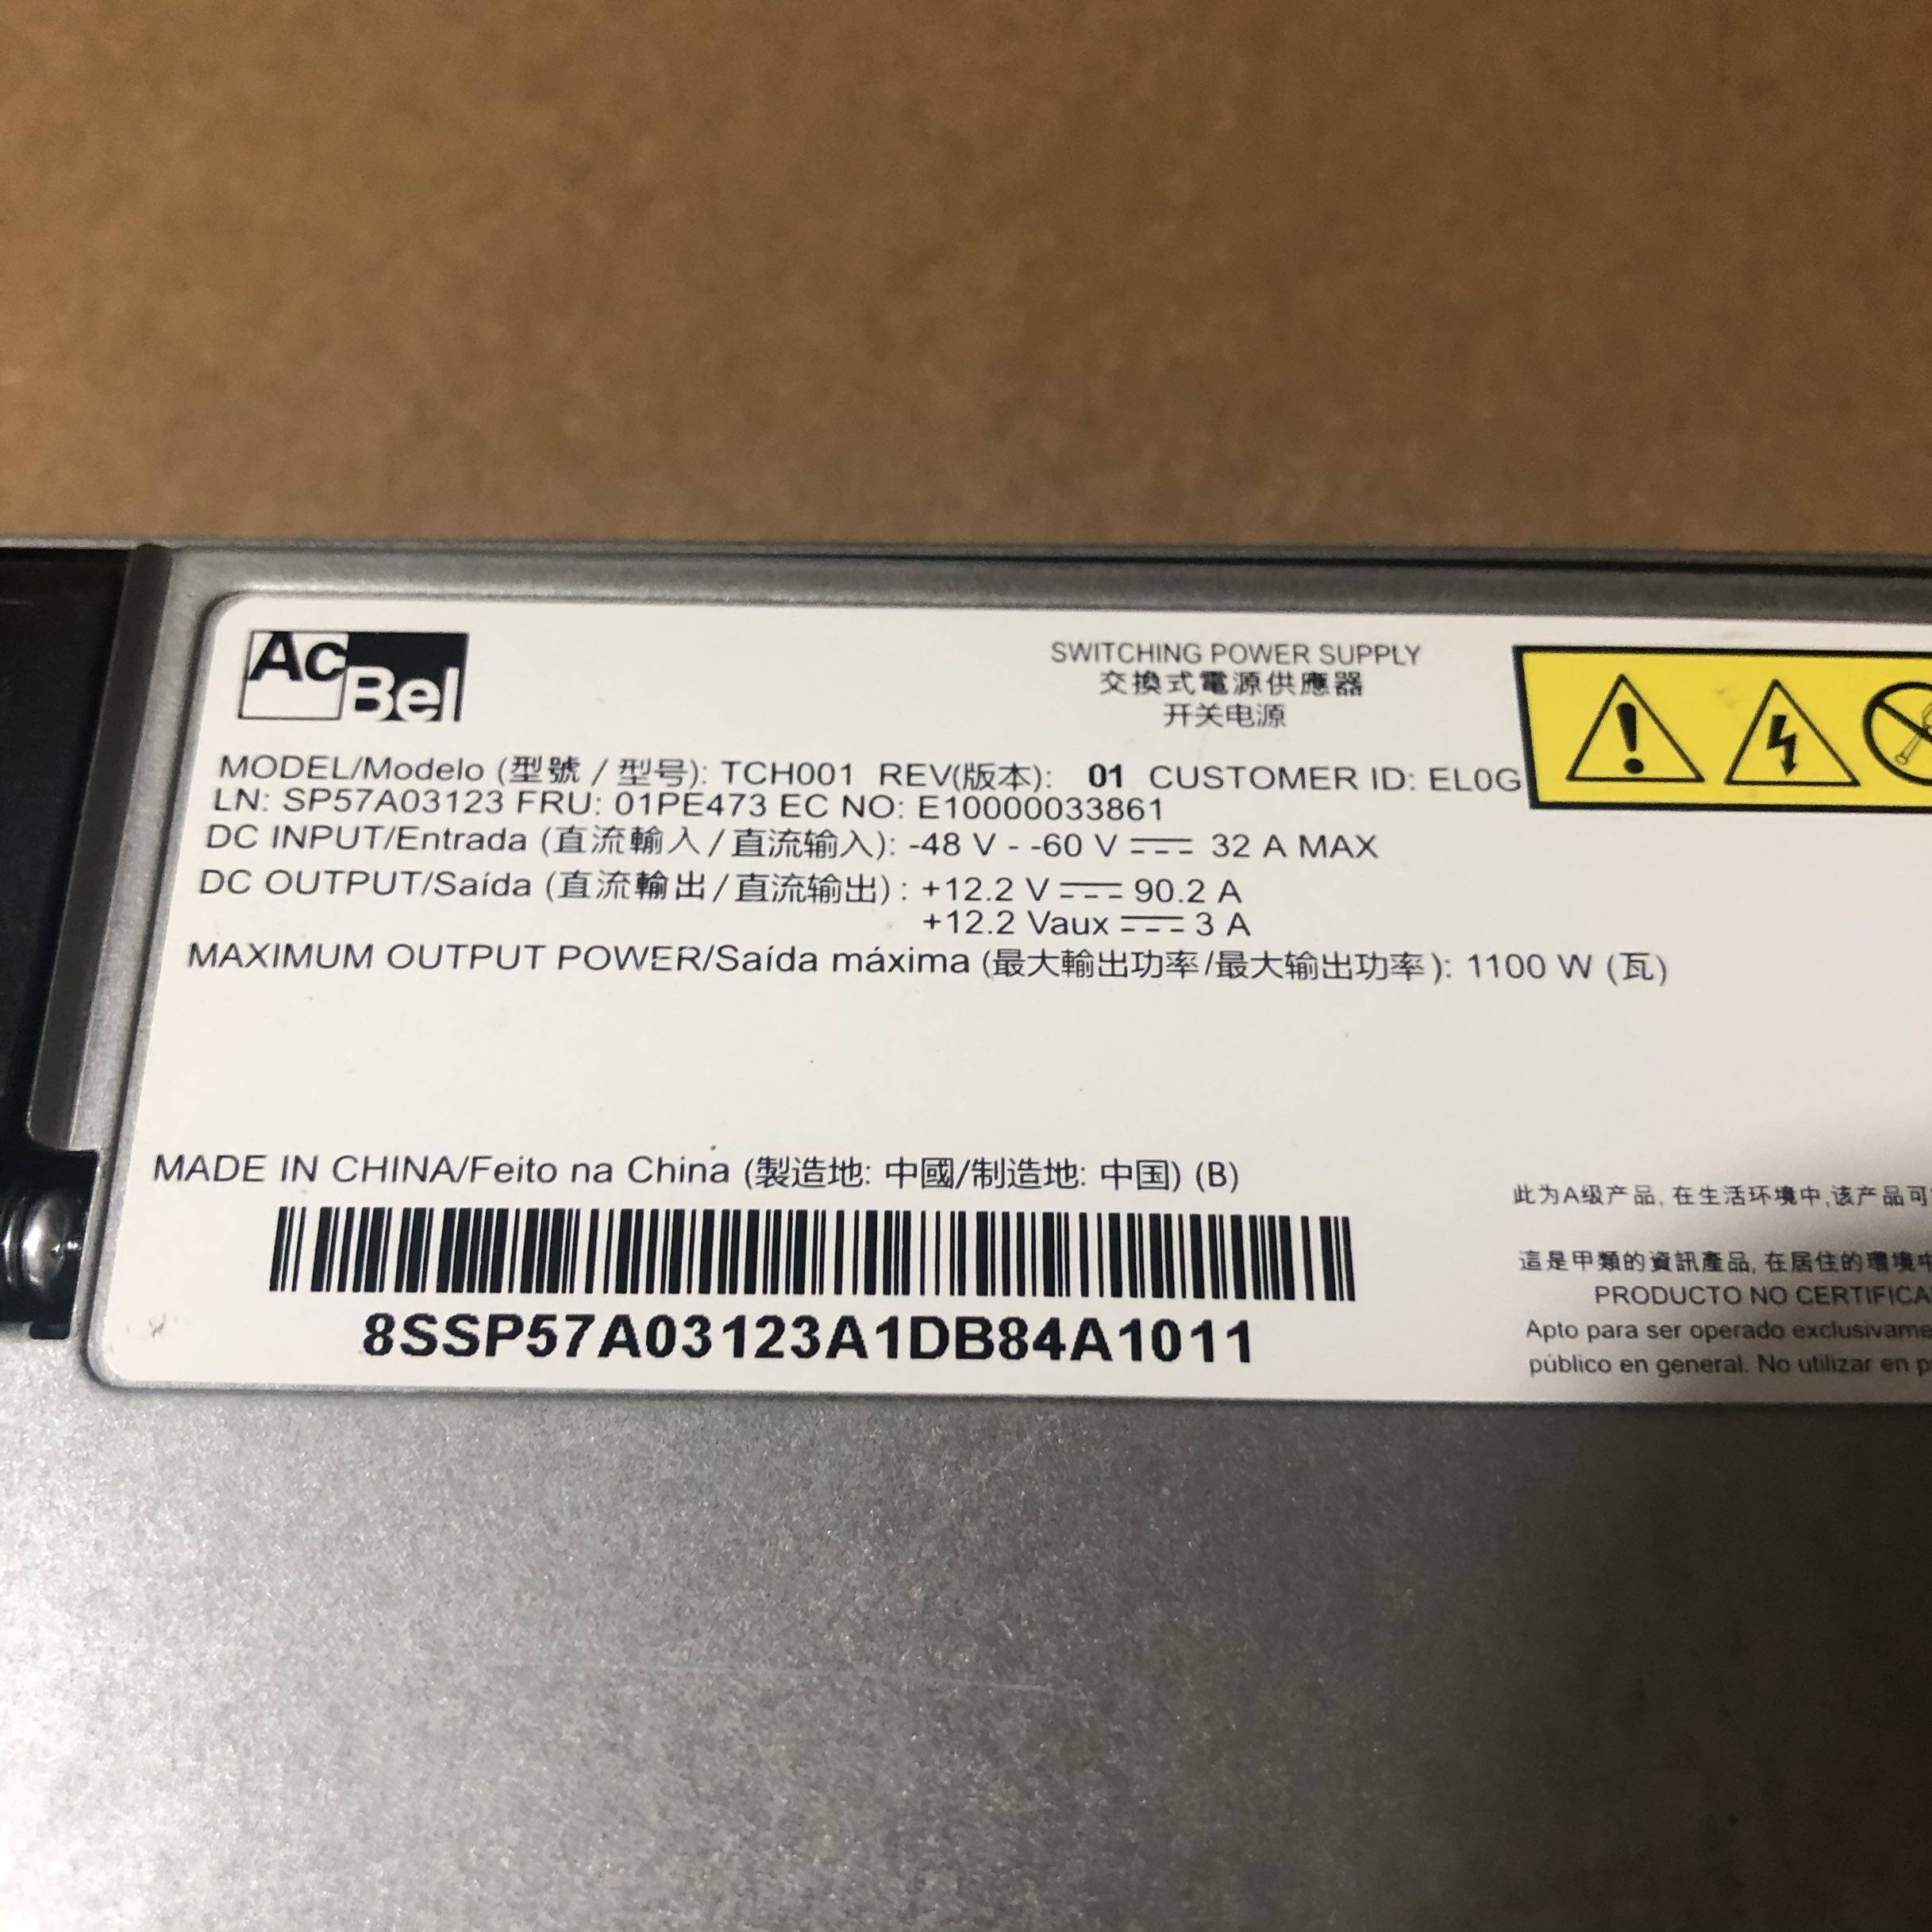 AcBel
SWITCHING POWER SUPPLY
交換式電源供應器
开关电源
MODEL/Modelo (型號 / 型号): TCH001 REV(版本): 01 CUSTOMER ID: EL0G
LN: SP57A03123 FRU: 01PE473 EC NO: E10000033861
DC INPUT/Entrada (直流輸入 / 直流输入): -48 V - -60 V ⎓ 32 A MAX
DC OUTPUT/Saída (直流輸出 / 直流输出) : +12.2 V ⎓ 90.2 A
+12.2 Vaux ⎓ 3 A
MAXIMUM OUTPUT POWER/Saída máxima (最大輸出功率/最大输出功率): 1100 W (瓦)
MADE IN CHINA/Feito na China (製造地: 中國/制造地: 中国) (B)
8SSP57A03123A1DB84A1011
此为A级产品, 在生活环境中,该产品可
這是甲類的資訊產品, 在居住的環境中
PRODUCTO NO CERTIFICA
Apto para ser operado exclusivame
público en general. No utilizar en p